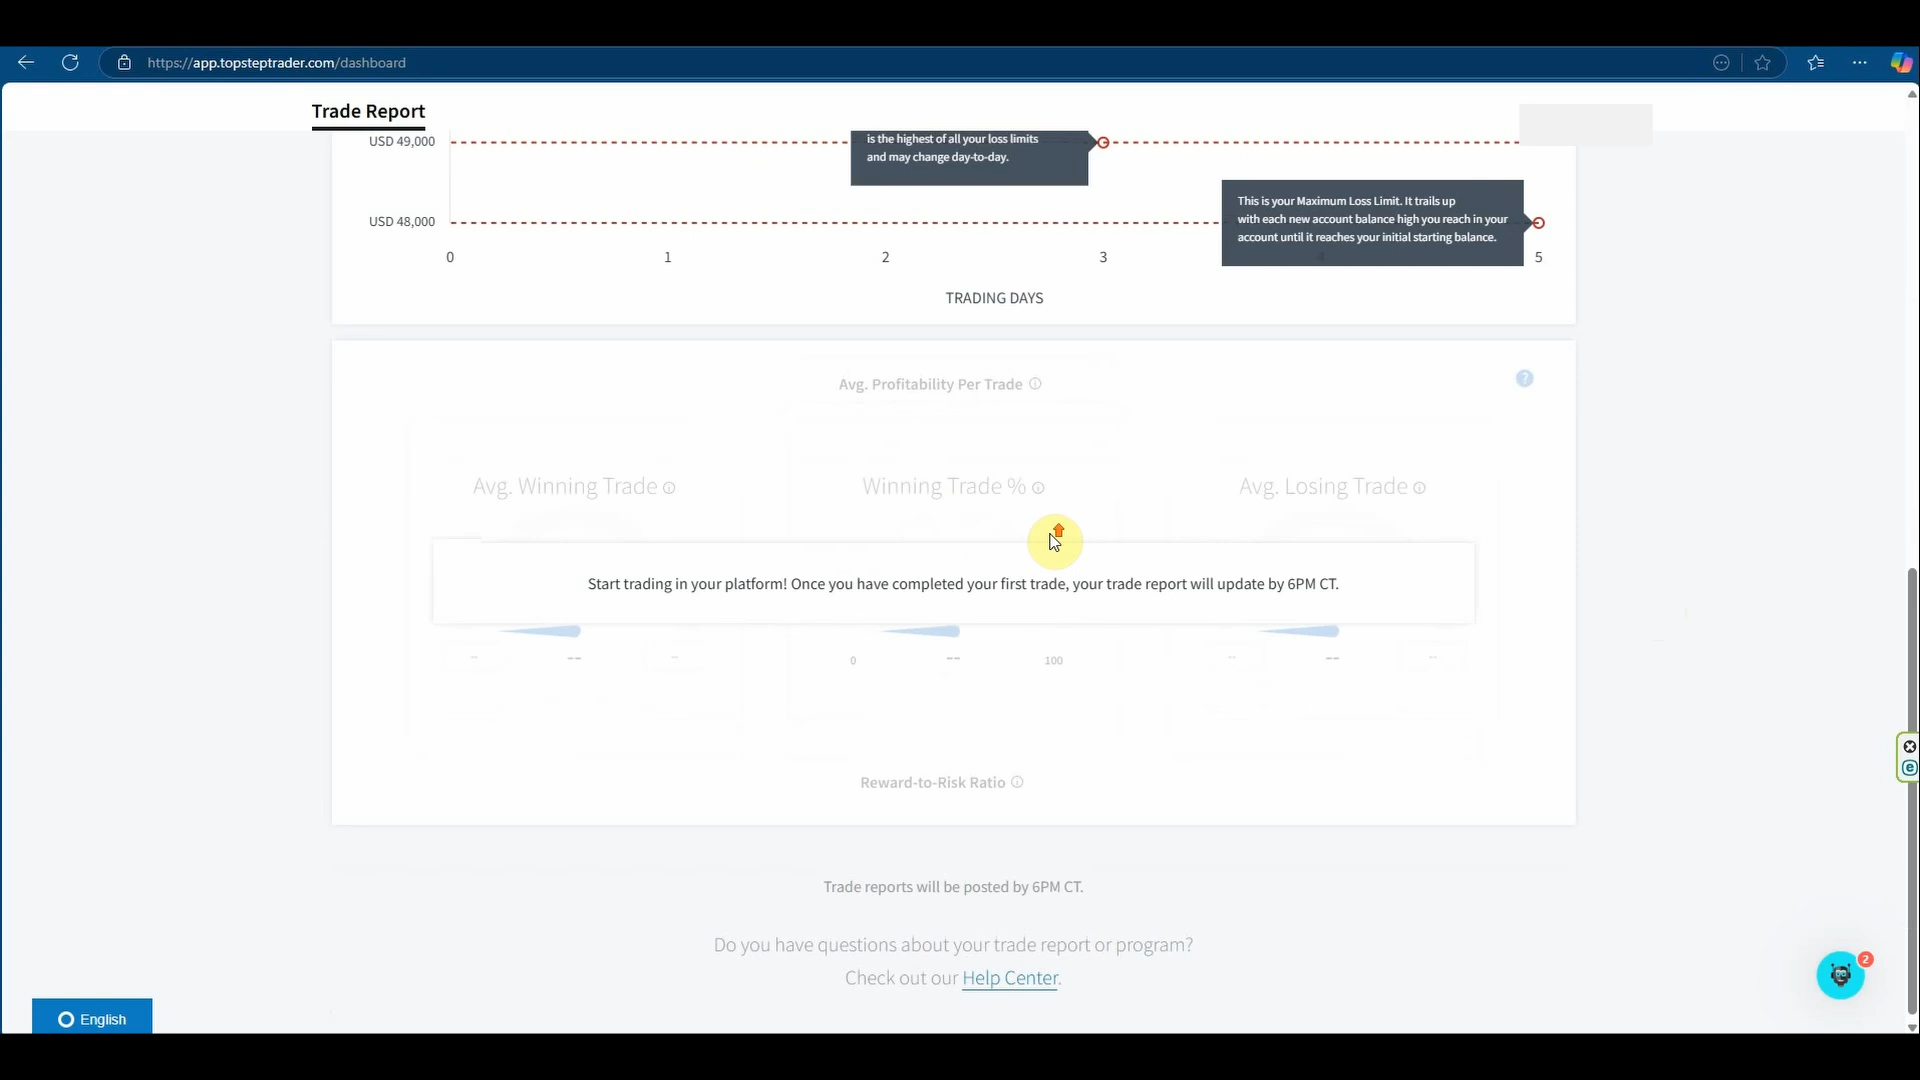 https://app.topsteptrader.com/dashboard
Trade Report
USD 49,000
is the highest of all your loss limits
and may change day-to-day.
This is your Maximum Loss Limit. It trails up
with each new account balance high you reach in your
account until it reaches your initial starting balance.
USD 48,000
0 1 2 3 4 5
TRADING DAYS
Avg. Profitability Per Trade
?
Avg. Winning Trade
Winning Trade %
Avg. Losing Trade
Start trading in your platform! Once you have completed your first trade, your trade report will update by 6PM CT.
-- -- -- 0 -- 100 -- -- --
Reward-to-Risk Ratio
Trade reports will be posted by 6PM CT.
Do you have questions about your trade report or program?
Check out our Help Center.
2
English